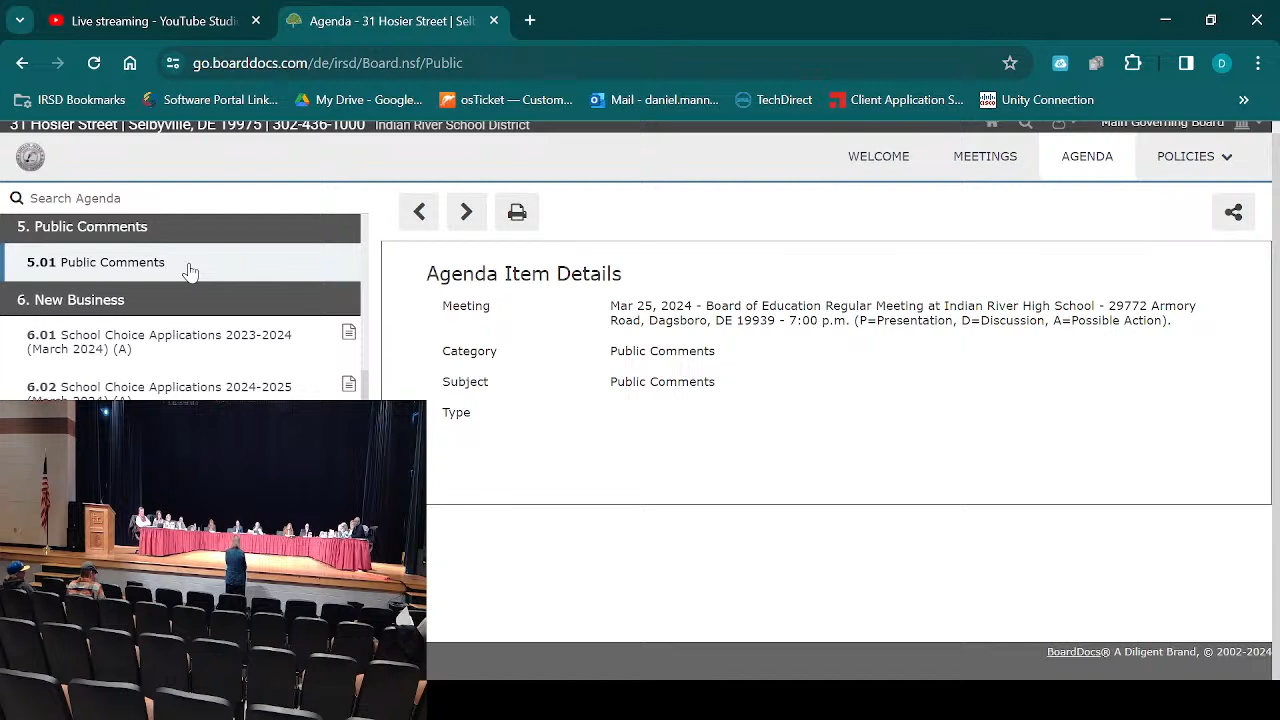 Live streaming - YouTube Studi
Agenda - 31 Hosier Street | Sel
go.boarddocs.com/de/irsd/Board.nsf/Public
D
IRSD Bookmarks
Software Portal Link...
My Drive - Google...
osTicket — Custom...
Mail - daniel.mann...
TechDirect
Client Application S...
Unity Connection
31 Hosier Street | Selbyville, DE 19975 | 302-436-1000 Indian River School District
Main Governing Board
WELCOME
MEETINGS
AGENDA
POLICIES
Search Agenda
5. Public Comments
5.01 Public Comments
6. New Business
6.01 School Choice Applications 2023-2024
(March 2024) (A)
6.02 School Choice Applications 2024-2025
(March 2024) (A)
Agenda Item Details
Meeting
Mar 25, 2024 - Board of Education Regular Meeting at Indian River High School - 29772 Armory
Road, Dagsboro, DE 19939 - 7:00 p.m. (P=Presentation, D=Discussion, A=Possible Action).
Category
Public Comments
Subject
Public Comments
Type
BoardDocs® A Diligent Brand, © 2002-2024